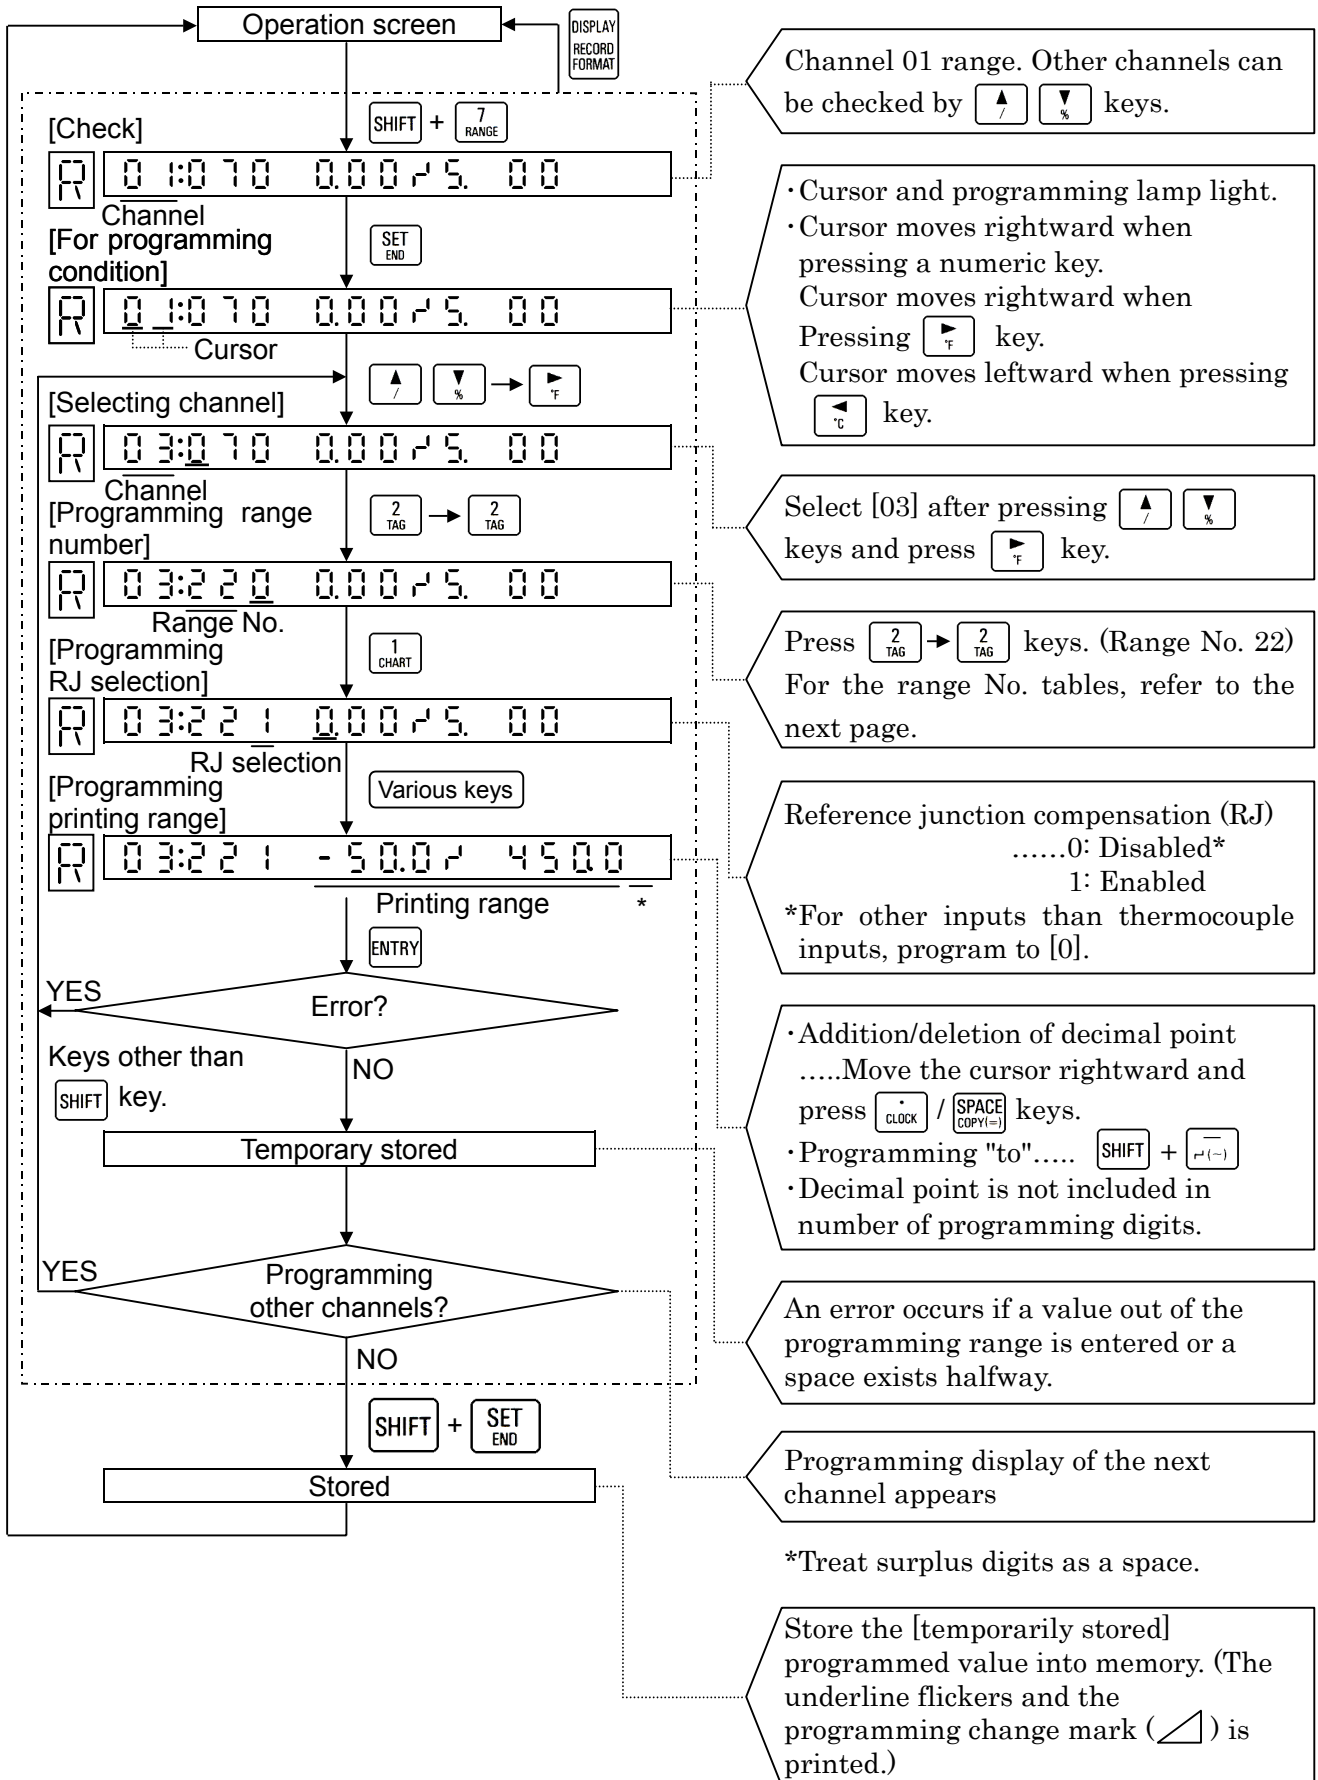 Operation screen
DISPLAY
RECORD
FORMAT
SHIFT + 7
RANGE
[Check]
R 01:070 0.00~5.00
Channel
[For programming
condition]
SET
END
R 01:070 0.00~5.00
Cursor
▲
/
▼
%
→
►
°F
[Selecting channel]
R 03:070 0.00~5.00
Channel
[Programming range
number]
2
TAG
→
2
TAG
R 03:220 0.00~5.00
Range No.
[Programming
RJ selection]
1
CHART
R 03:221 0.00~5.00
RJ selection
[Programming
printing range]
Various keys
R 03:221 -50.0~ 450.0
Printing range *
ENTRY
YES
Error?
NO
Keys other than
SHIFT key.
Temporary stored
YES
Programming
other channels?
NO
SHIFT + SET
END
Stored
Channel 01 range. Other channels can
be checked by ▲ / ▼ % keys.
·Cursor and programming lamp light.
·Cursor moves rightward when
pressing a numeric key.
Cursor moves rightward when
Pressing ► °F key.
Cursor moves leftward when pressing
◄ °C key.
Select [03] after pressing ▲ / ▼ %
keys and press ► °F key.
Press 2 TAG → 2 TAG keys. (Range No. 22)
For the range No. tables, refer to the
next page.
Reference junction compensation (RJ)
......0: Disabled*
1: Enabled
*For other inputs than thermocouple
inputs, program to [0].
·Addition/deletion of decimal point
.....Move the cursor rightward and
press · CLOCK / SPACE COPY(=) keys.
·Programming "to"..... SHIFT + — ⏎(~)
·Decimal point is not included in
number of programming digits.
An error occurs if a value out of the
programming range is entered or a
space exists halfway.
Programming display of the next
channel appears
*Treat surplus digits as a space.
Store the [temporarily stored]
programmed value into memory. (The
underline flickers and the
programming change mark (◿) is
printed.)